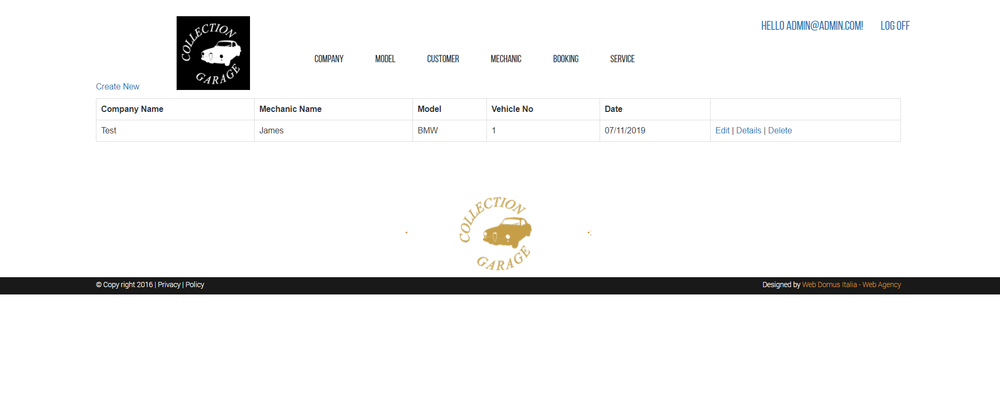 COLLECTION
GARAGE
HELLO ADMIN@ADMIN.COM! LOG OFF
COMPANY MODEL CUSTOMER MECHANIC BOOKING SERVICE
Create New
Company Name Mechanic Name Model Vehicle No Date
Test James BMW 1 07/11/2019 Edit | Details | Delete
COLLECTION
GARAGE
© Copy right 2016 | Privacy | Policy Designed by Web Domus Italia - Web Agency